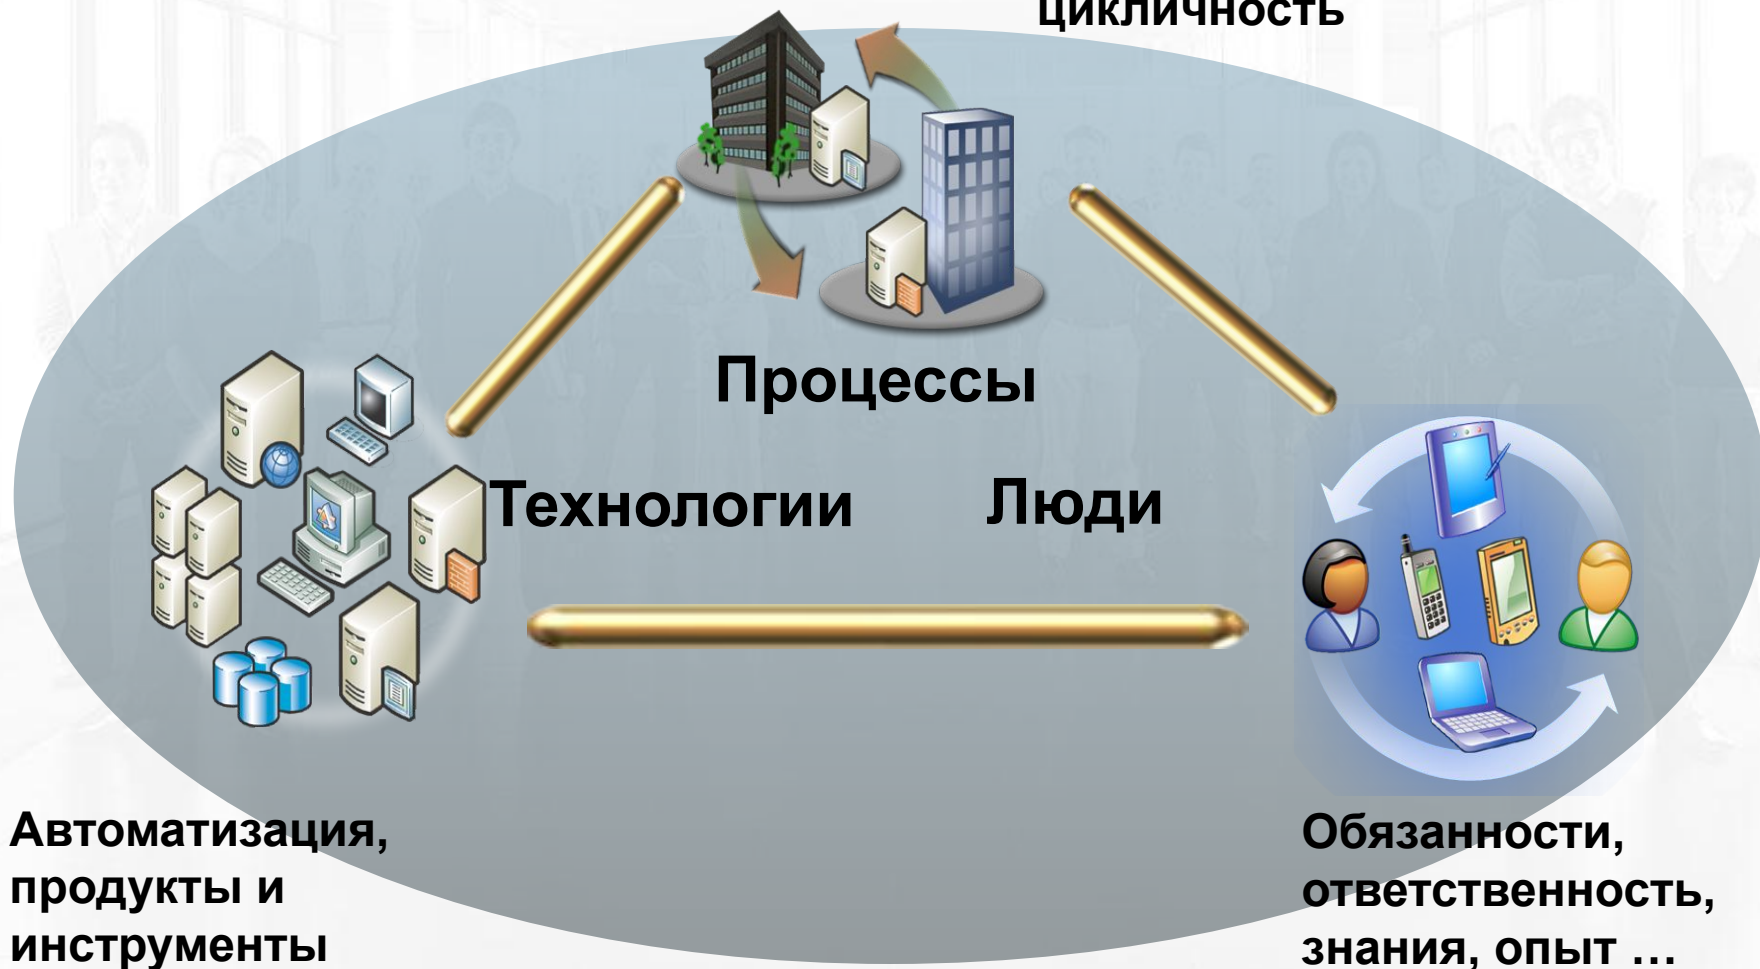 цикличность
Процессы
Технологии
Люди
Автоматизация,
продукты и
инструменты
Обязанности,
ответственность,
знания, опыт ...